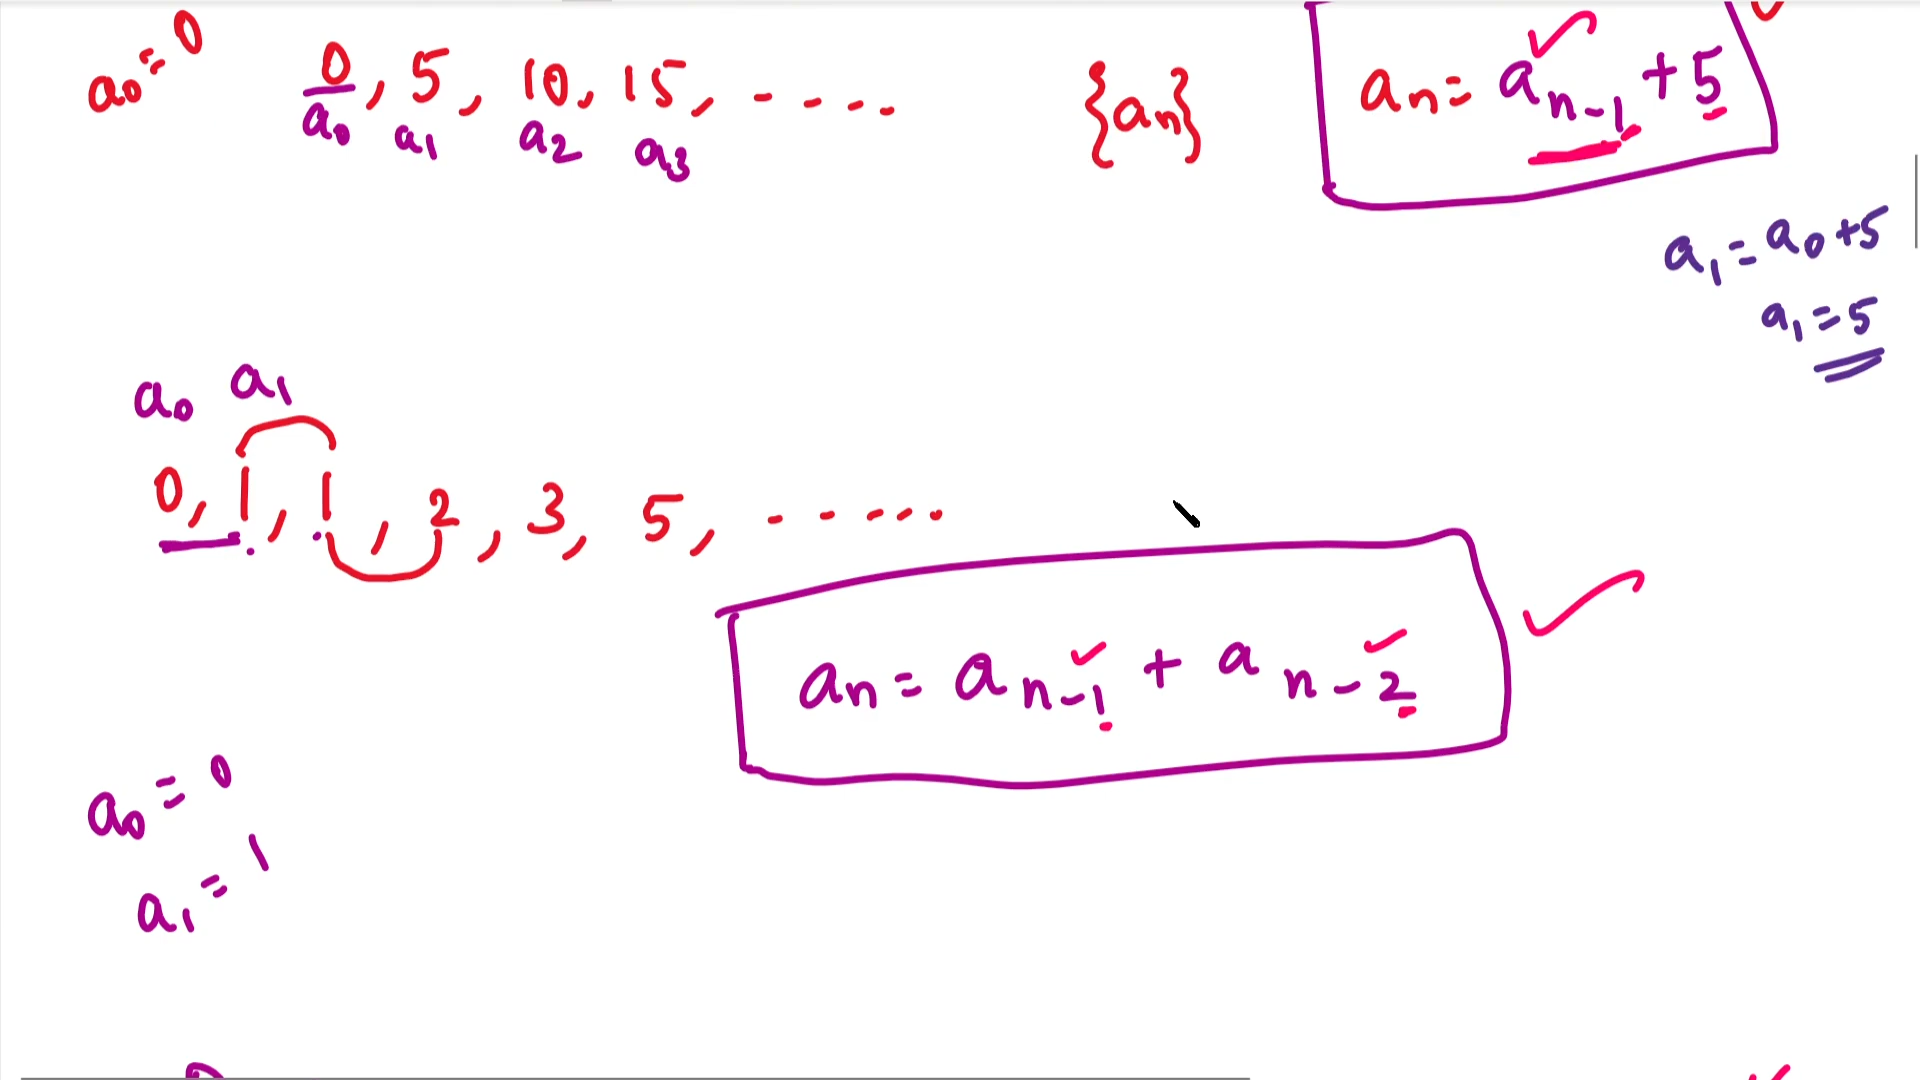 a₀ = 0
0, 5, 10, 15, - - - -
a₀ a₁ a₂ a₃
{aₙ}
aₙ = aₙ₋₁ + 5
a₁ = a₀ + 5
a₁ = 5
a₀ a₁
0, 1, 1, 2, 3, 5, - - - - -
aₙ = aₙ₋₁ + aₙ₋₂
a₀ = 0
a₁ = 1